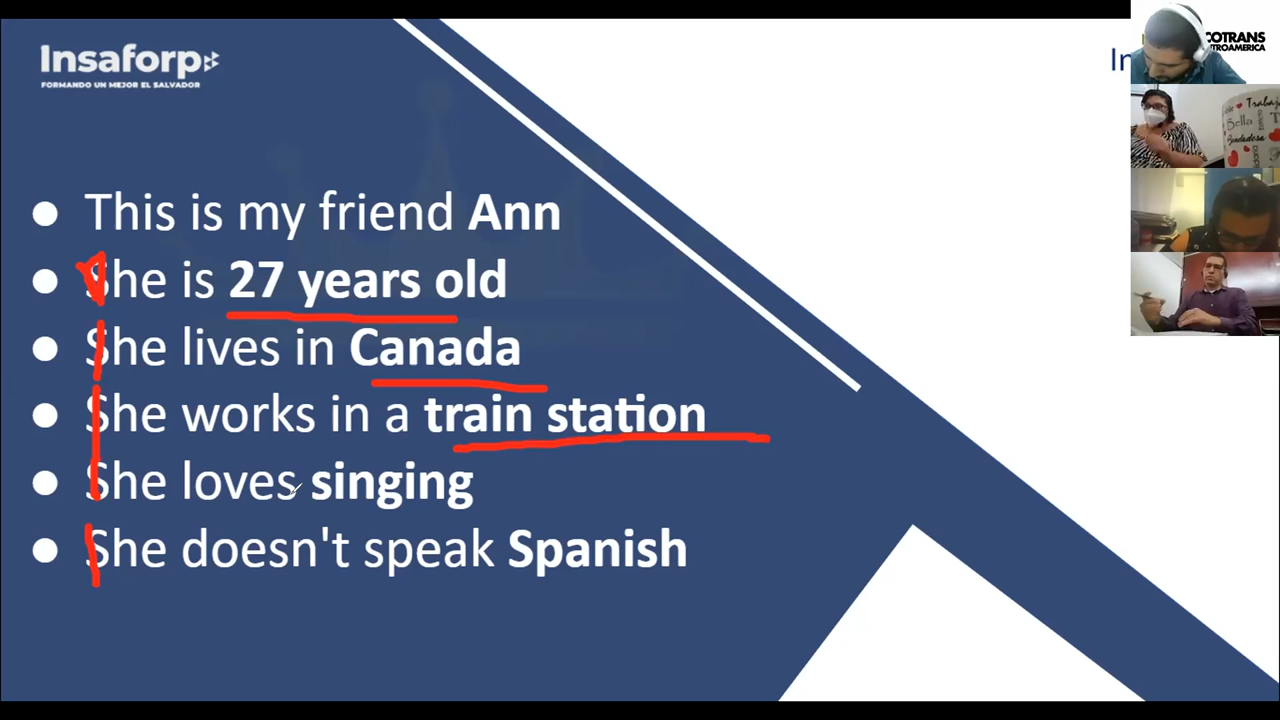 Insaforp
FORMANDO UN MEJOR EL SALVADOR
COTRANS
● This is my friend Ann
● She is 27 years old
● She lives in Canada
● She works in a train station
● She loves singing
● She doesn't speak Spanish
Bella